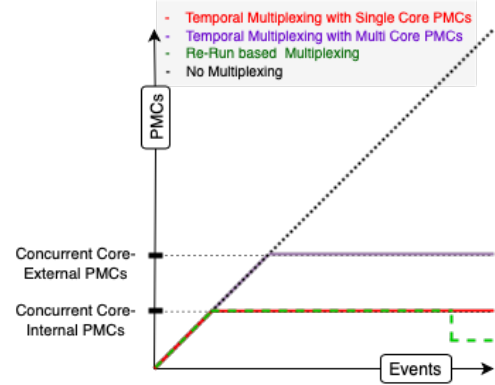 - Temporal Multiplexing with Single Core PMCs
- Temporal Multiplexing with Multi Core PMCs
- Re-Run based Multiplexing
- No Multiplexing
PMCs
Concurrent Core-
External PMCs
Concurrent Core-
Internal PMCs
Events